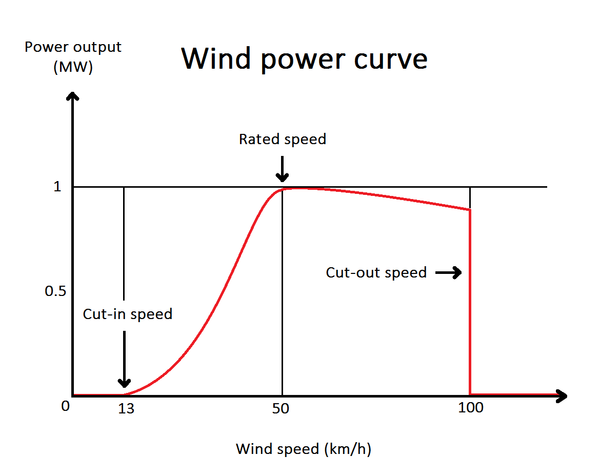 Power output
(MW)
Wind power curve
Rated speed
1
Cut-out speed
0.5
Cut-in speed
0
13
50
100
Wind speed (km/h)